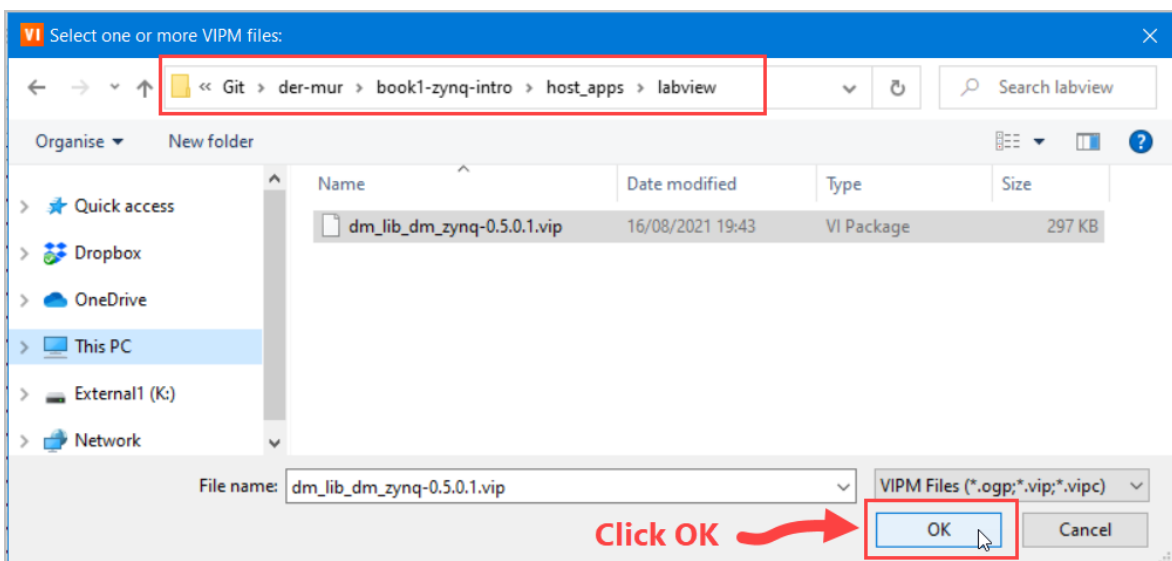 VI Select one or more VIPM files:
« Git › der-mur › book1-zynq-intro › host_apps › labview
Search labview
Organise
New folder
?
Name
Date modified
Type
Size
Quick access
dm_lib_dm_zynq-0.5.0.1.vip
16/08/2021 19:43
VI Package
297 KB
Dropbox
OneDrive
This PC
External1 (K:)
Network
File name:
dm_lib_dm_zynq-0.5.0.1.vip
VIPM Files (*.ogp;*.vip;*.vipc)
Click OK
OK
Cancel